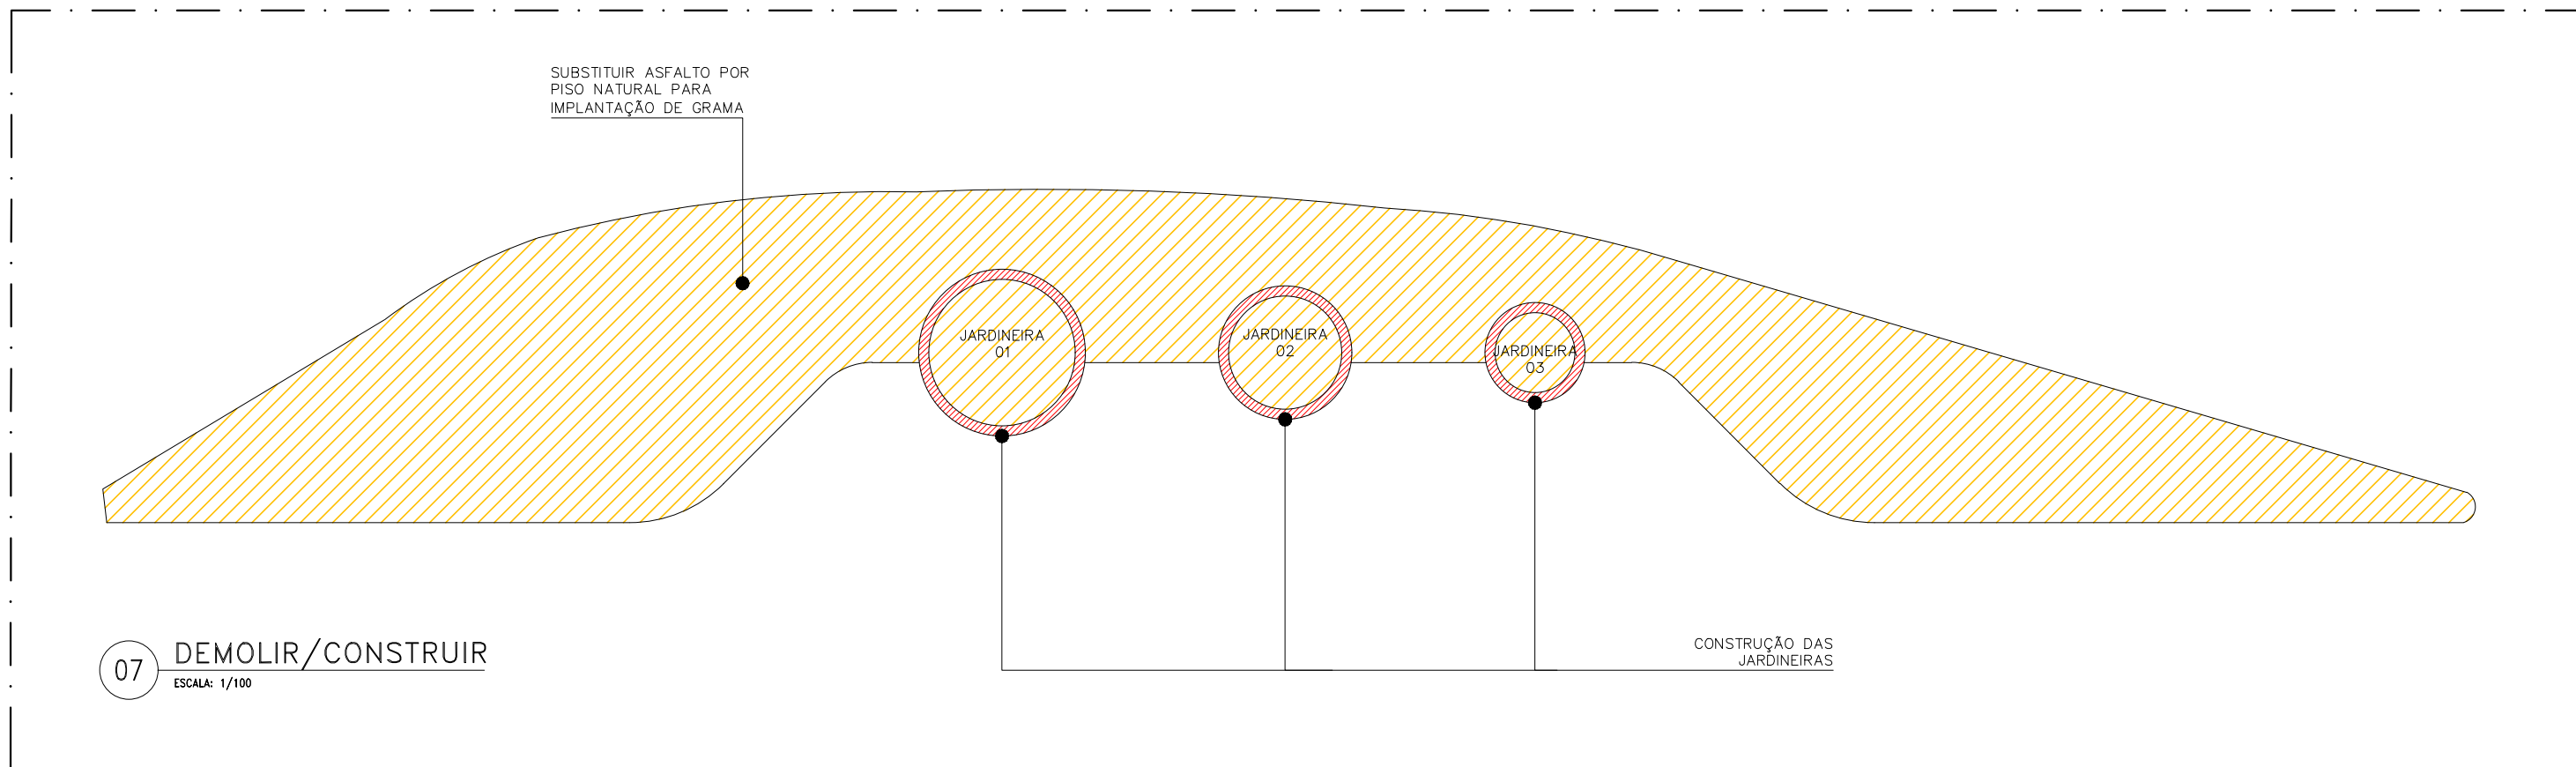 SUBSTITUIR ASFALTO POR
PISO NATURAL PARA
IMPLANTAÇÃO DE GRAMA
JARDINEIRA
01
JARDINEIRA
02
JARDINEIRA
03
CONSTRUÇÃO DAS
JARDINEIRAS
07
DEMOLIR/CONSTRUIR
ESCALA: 1/100